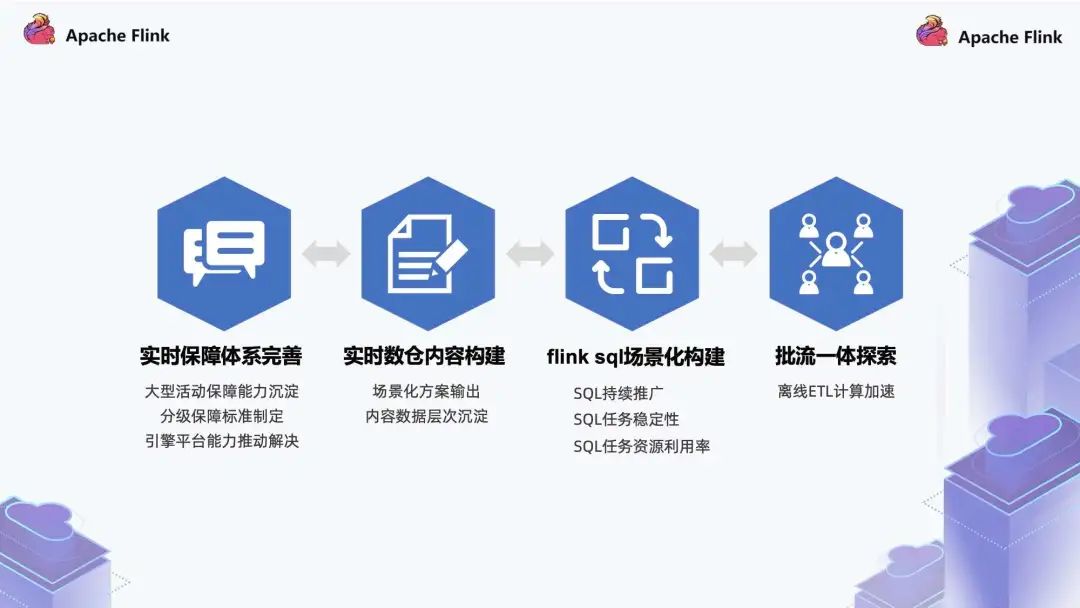 Apache Flink
Apache Flink
实时保障体系完善
大型活动保障能力沉淀
分级保障标准制定
引擎平台能力推动解决
实时数仓内容构建
场景化方案输出
内容数据层次沉淀
flink sql场景化构建
SQL持续推广
SQL任务稳定性
SQL任务资源利用率
批流一体探索
离线ETL计算加速